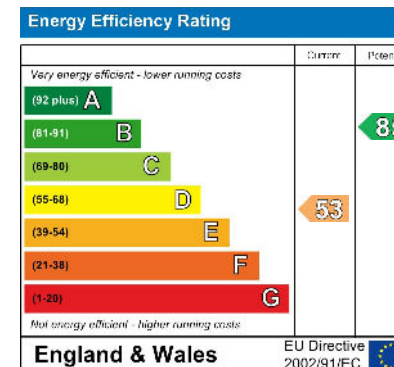 Energy Efficiency Rating
Current
Very energy efficient - lower running costs
(92 plus) A
(81-91) B
(69-80) C
(55-68) D
53
(39-54) E
(21-38) F
(1-20) G
Not energy efficient - higher running costs
England & Wales
EU Directive
2002/91/EC